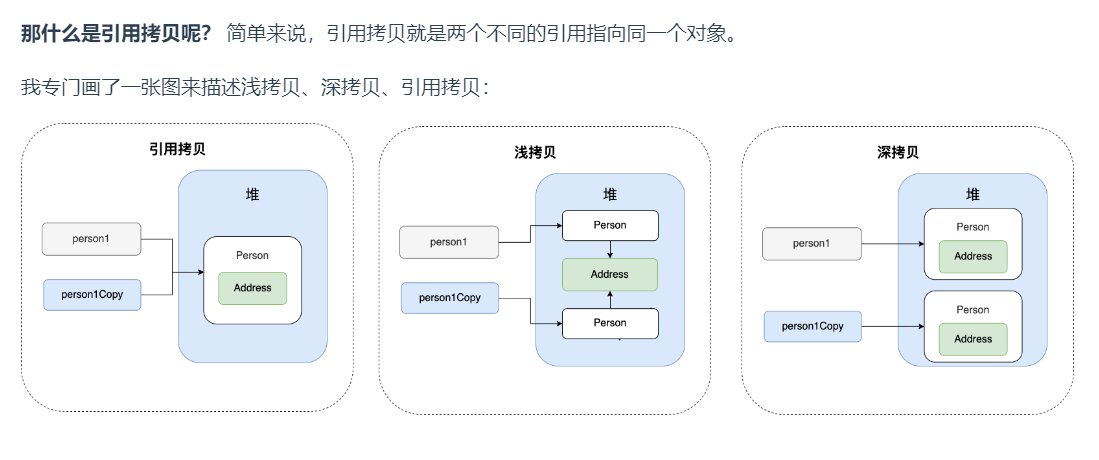 那什么是引用拷贝呢？ 简单来说，引用拷贝就是两个不同的引用指向同一个对象。
我专门画了一张图来描述浅拷贝、深拷贝、引用拷贝：
引用拷贝
堆
person1
Person
Address
person1Copy
浅拷贝
堆
Person
person1
Address
person1Copy
Person
深拷贝
堆
Person
person1
Address
Person
person1Copy
Address